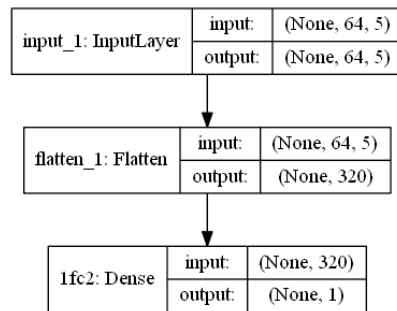 input_1: InputLayer
input: (None, 64, 5)
output: (None, 64, 5)
flatten_1: Flatten
input: (None, 64, 5)
output: (None, 320)
1fc2: Dense
input: (None, 320)
output: (None, 1)